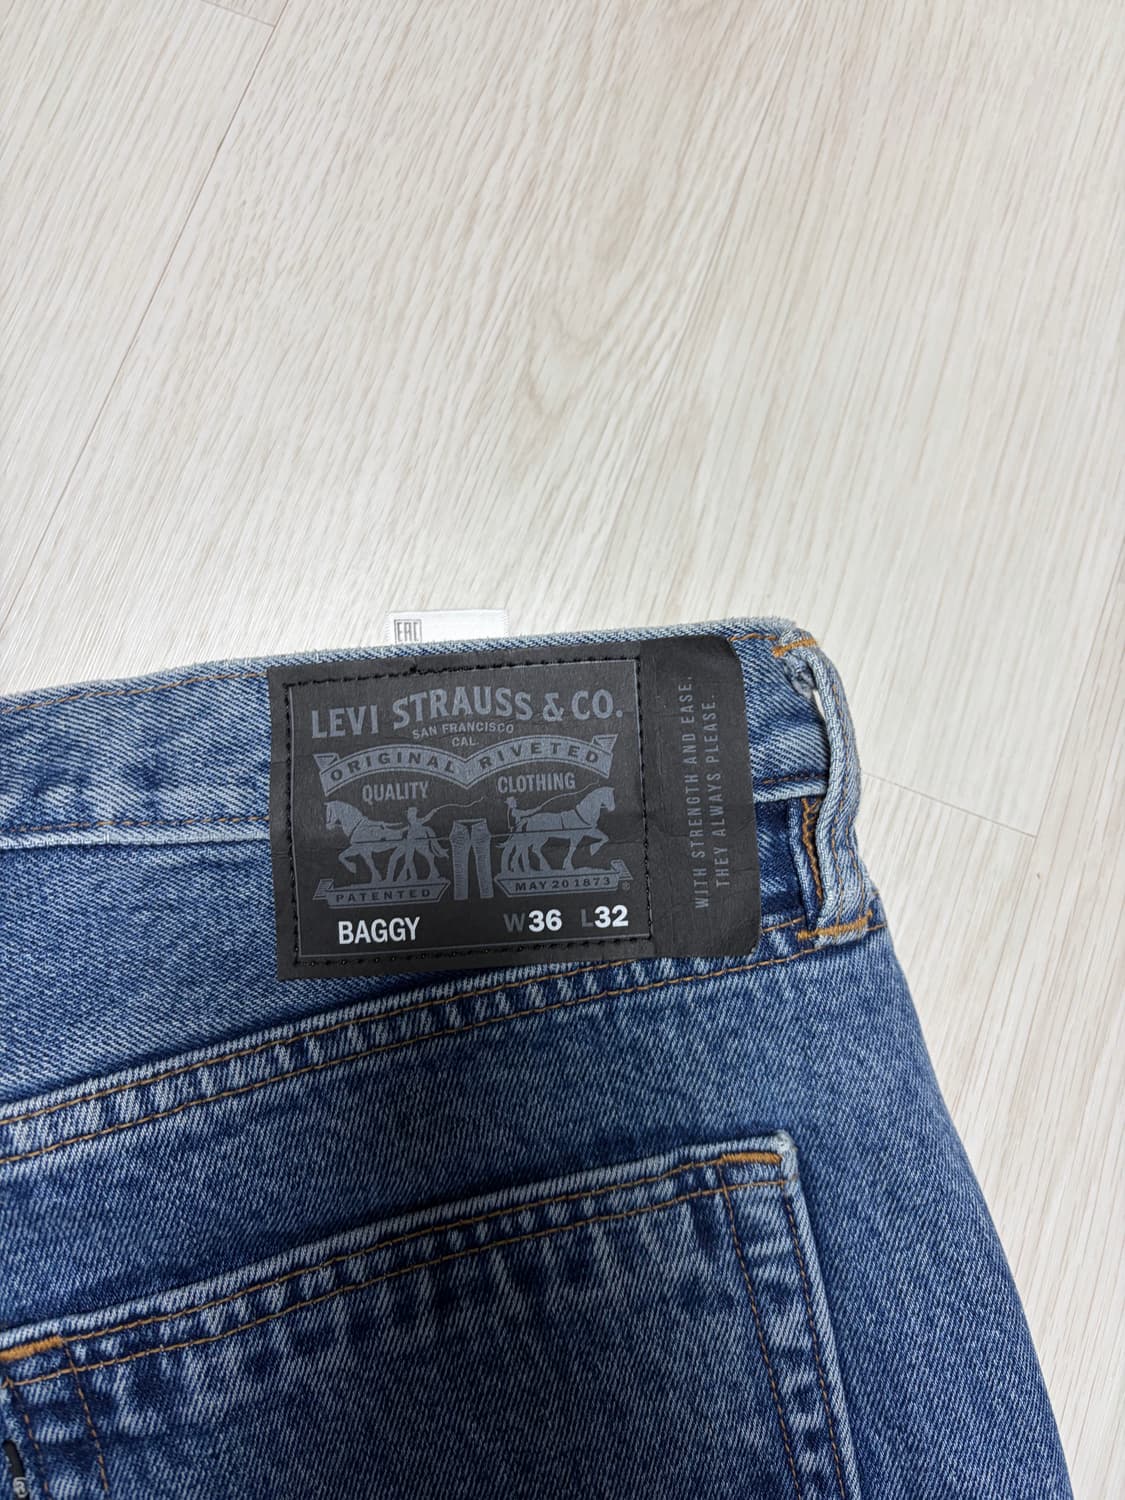 EAC
LEVI STRAUSS & CO.
SAN FRANCISCO
CAL.
ORIGINAL RIVETED
QUALITY CLOTHING
PATENTED MAY 20 1873 ®
BAGGY W36 L32
WITH STRENGTH AND EASE,
THEY ALWAYS PLEASE.